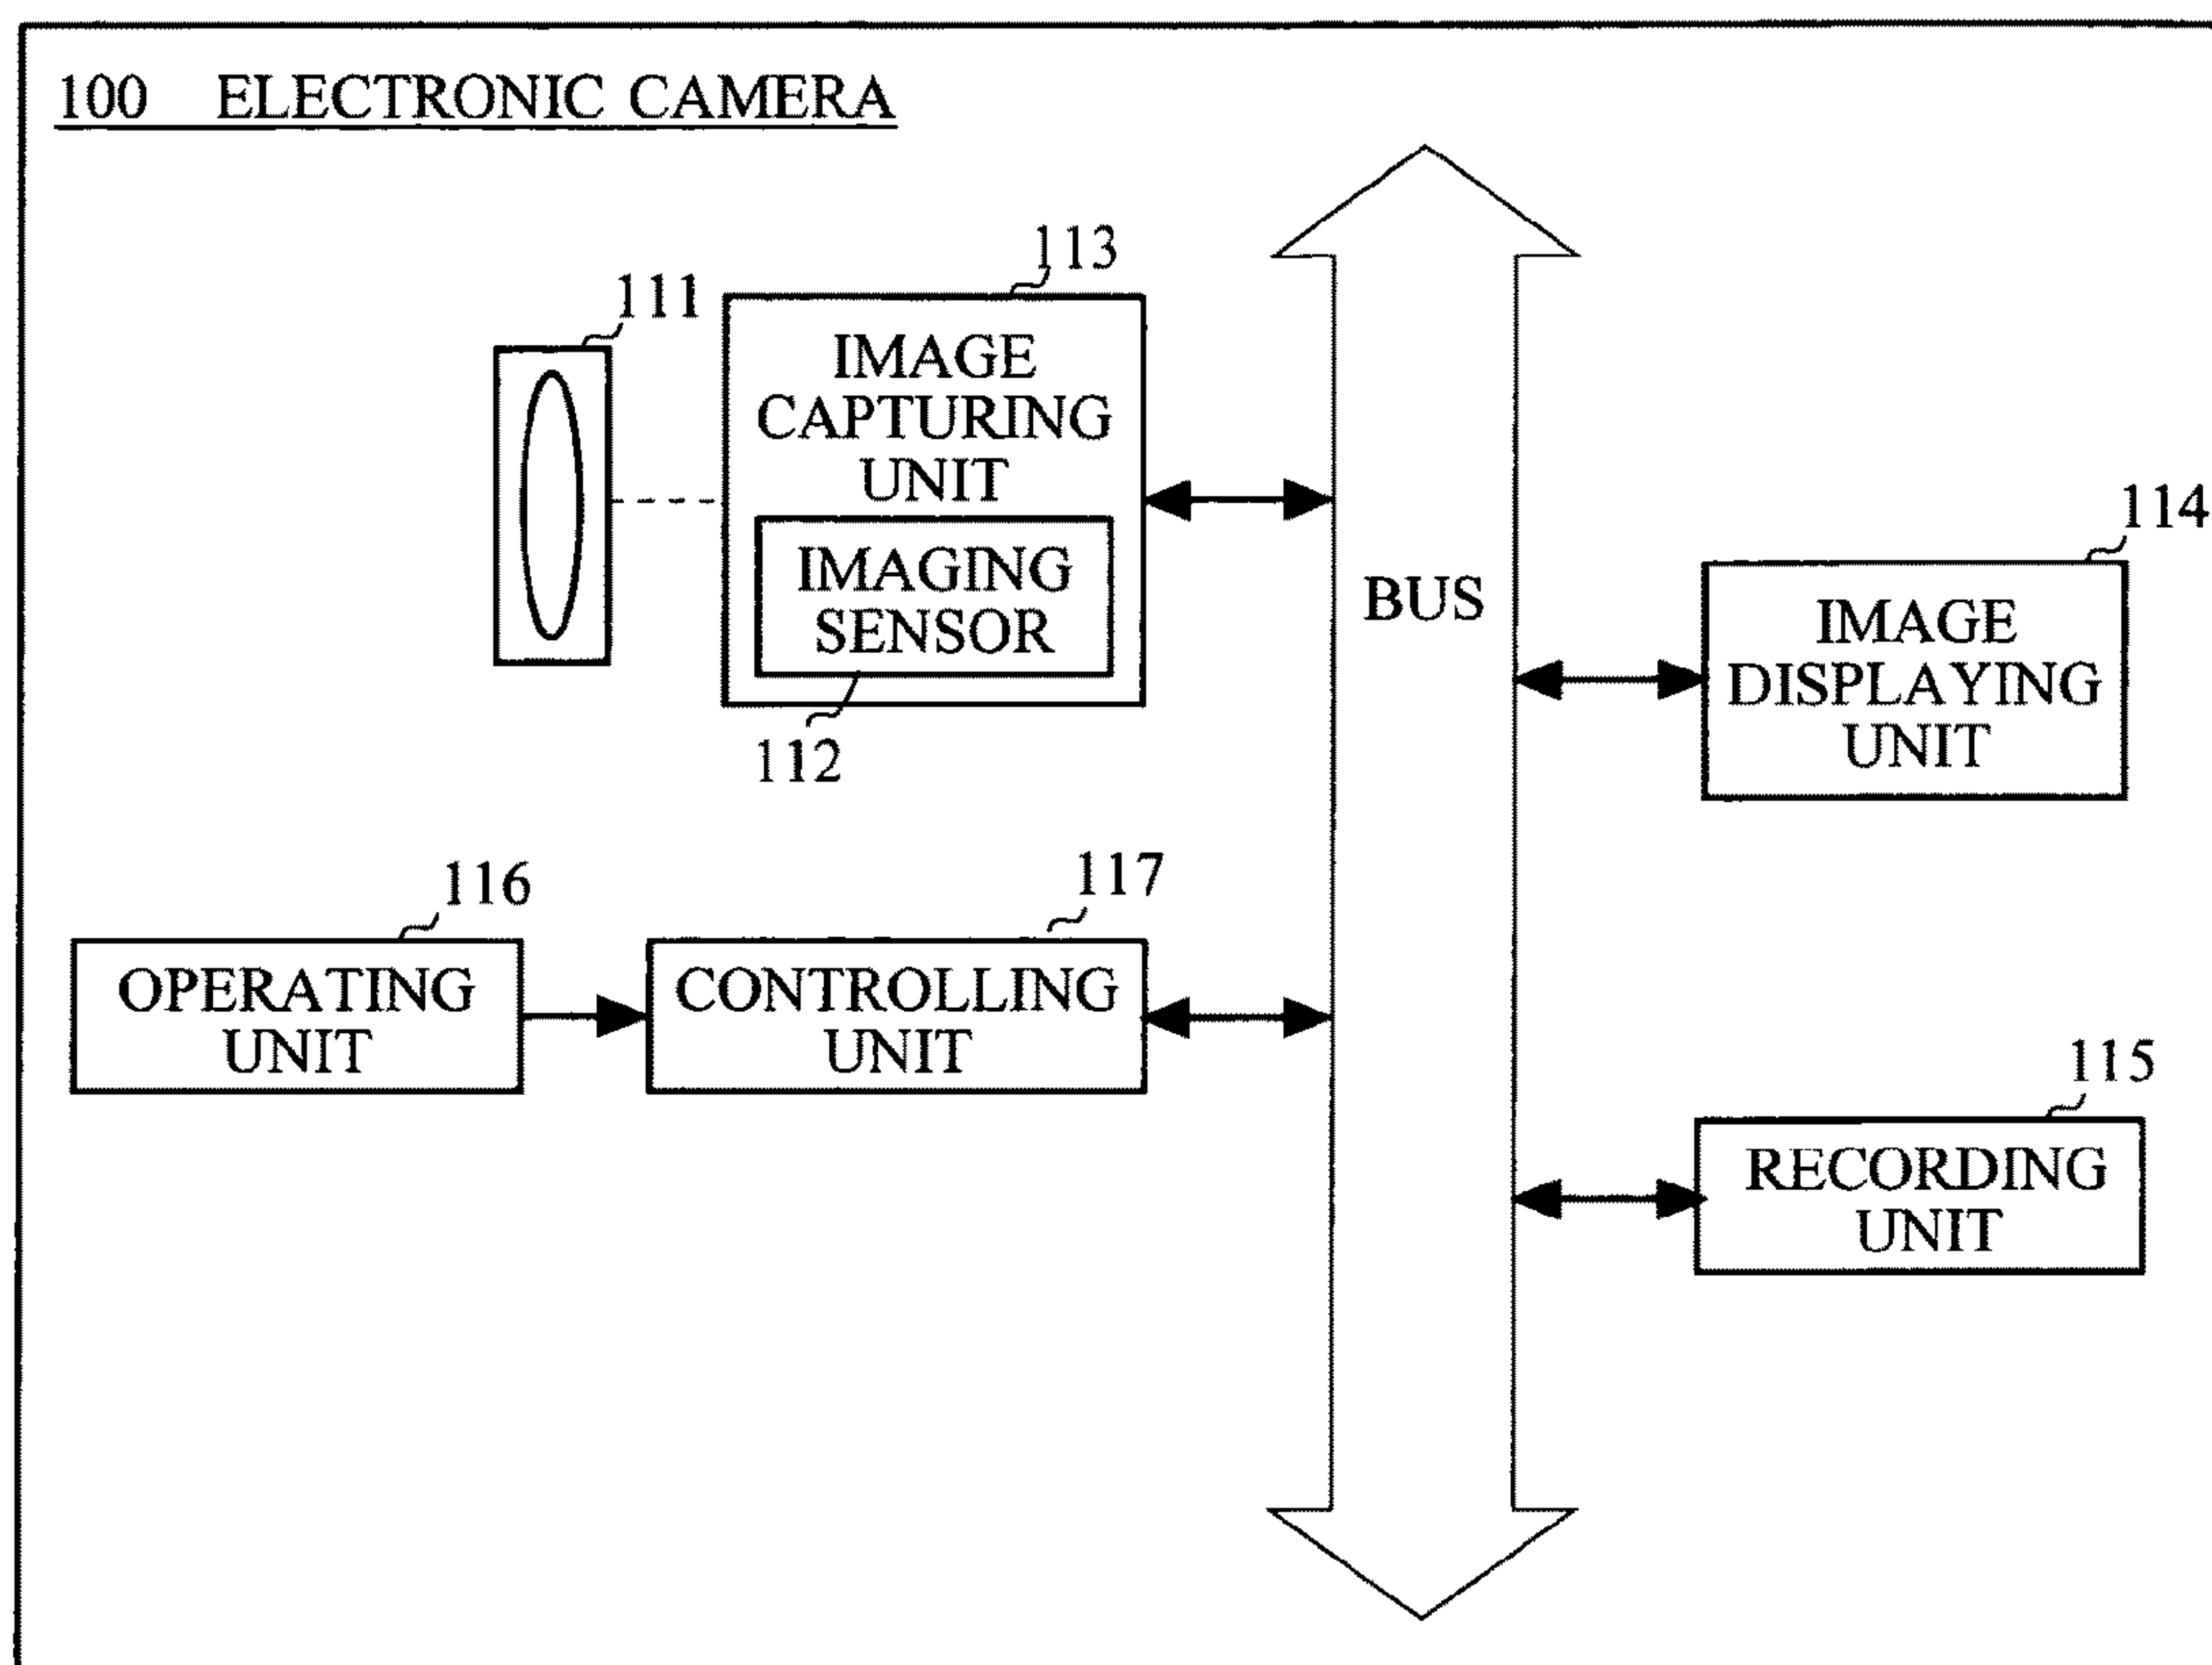 100 ELECTRONIC CAMERA
113
111
IMAGE
CAPTURING
UNIT
IMAGING
SENSOR
112
BUS
114
IMAGE
DISPLAYING
UNIT
116
OPERATING
UNIT
117
CONTROLLING
UNIT
115
RECORDING
UNIT